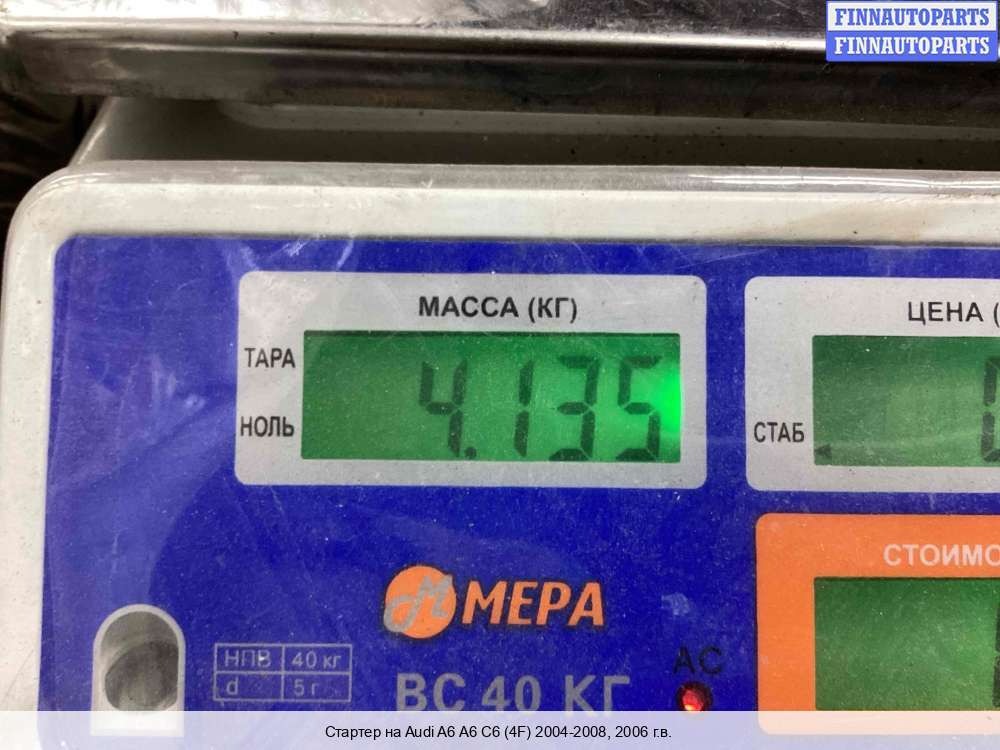 FINNAUTOPARTS
FINNAUTOPARTS
МАССА (КГ)
ЦЕНА (
ТАРА
4.135
НОЛЬ
СТАБ
СТОИМО
МЕРА
НПВ 40 кг
d 5 г
АС
ВС 40 КГ
Стартер на Audi A6 A6 C6 (4F) 2004-2008, 2006 г.в.